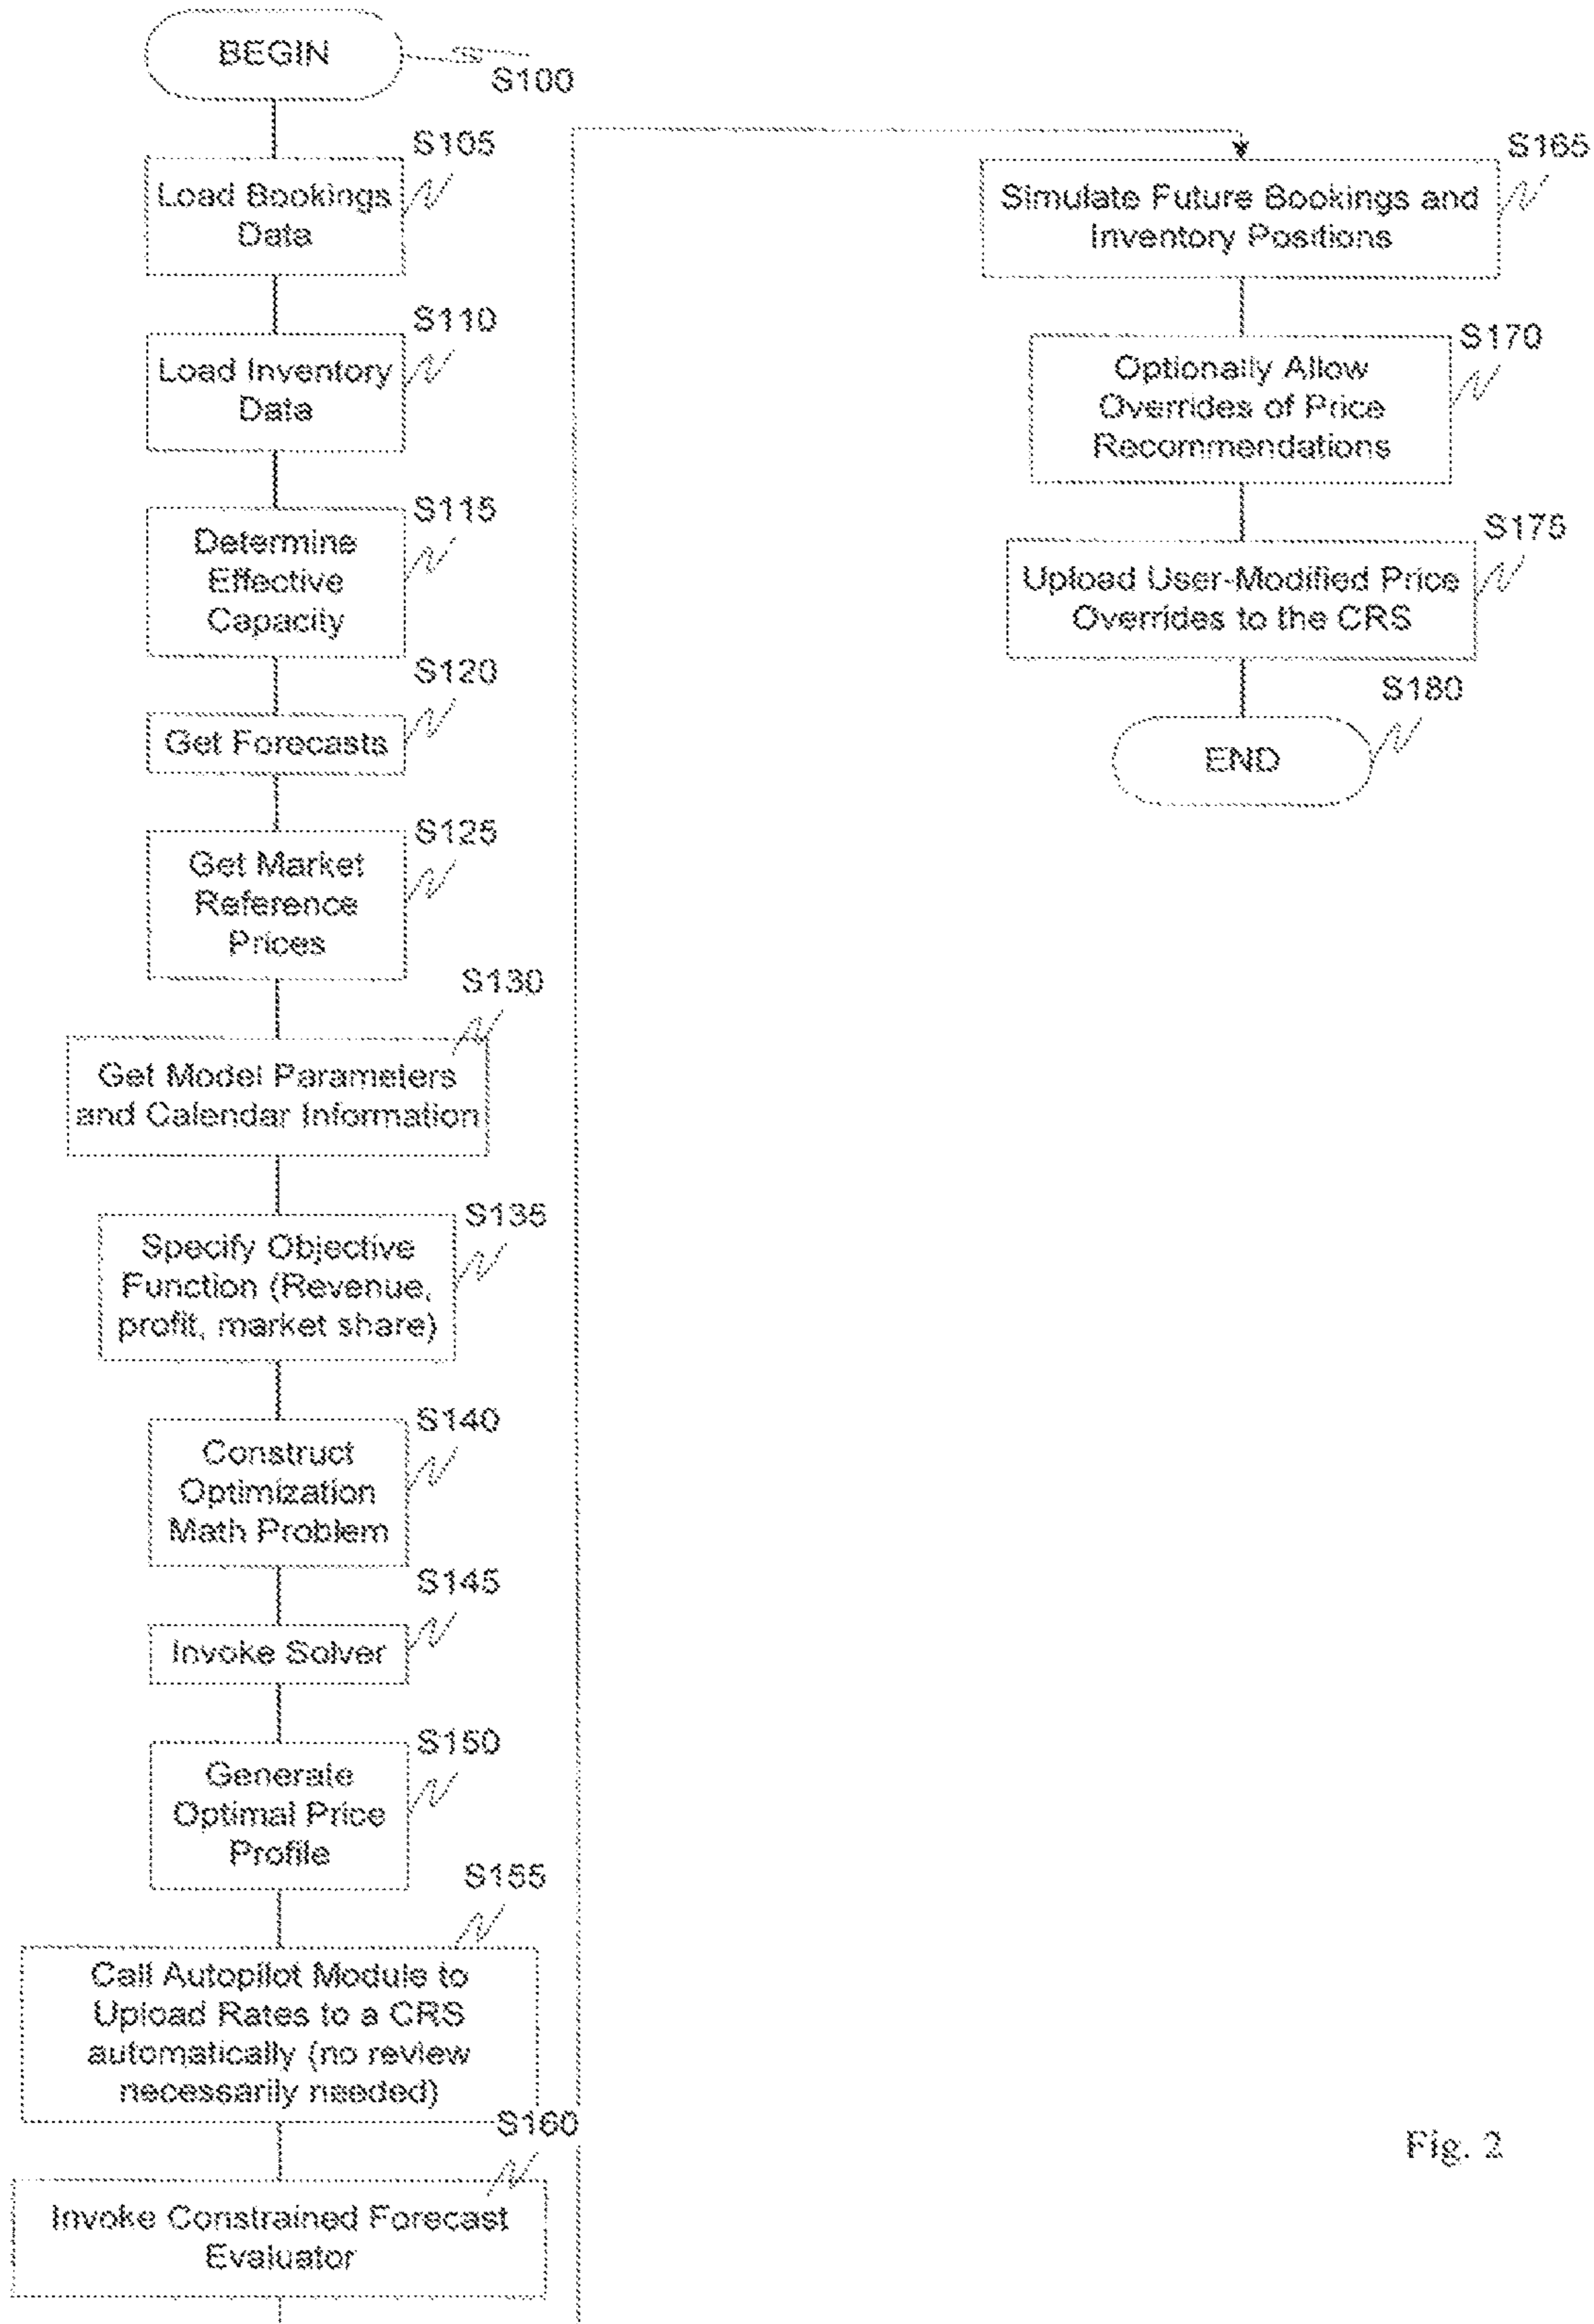 BEGIN
S100
S105
Load Bookings
Data
S110
Load Inventory
Data
S115
Determine
Effective
Capacity
S120
Get Forecasts
S125
Get Market
Reference
Prices
S130
Get Model Parameters
and Calendar Information
S135
Specify Objective
Function (Revenue,
profit, market share)
S140
Construct
Optimization
Math Problem
S145
Invoke Solver
S150
Generate
Optimal Price
Profile
S155
Call Autopilot Module to
Upload Rates to a CRS
automatically (no review
necessarily needed)
S160
Invoke Constrained Forecast
Evaluator
S165
Simulate Future Bookings and
Inventory Positions
S170
Optionally Allow
Overrides of Price
Recommendations
S175
Upload User-Modified Price
Overrides to the CRS
S180
END
Fig. 2